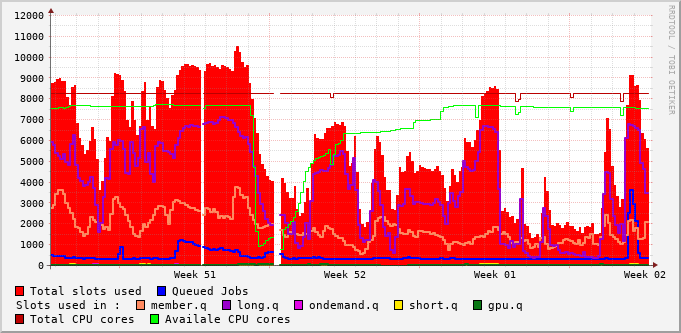 RRDTOOL / TOBI OETIKER
12000
11000
10000
9000
8000
7000
6000
5000
4000
3000
2000
1000
0
Week 51 Week 52 Week 01 Week 02
Total slots used Queued Jobs
Slots used in : member.q long.q ondemand.q short.q gpu.q
Total CPU cores Availale CPU cores